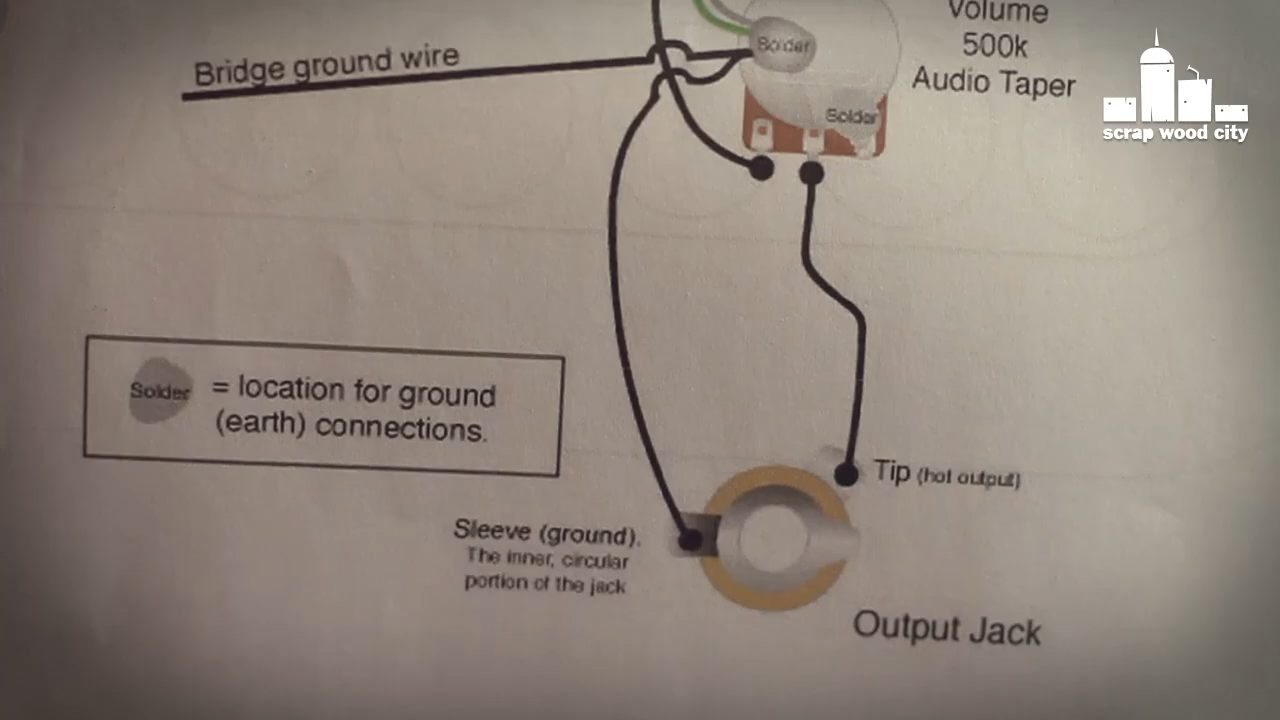 Volume
500k
Audio Taper
Solder
Bridge ground wire
Solder
scrap wood city
Solder = location for ground
(earth) connections.
Tip (hot output)
Sleeve (ground).
The inner, circular
portion of the jack
Output Jack